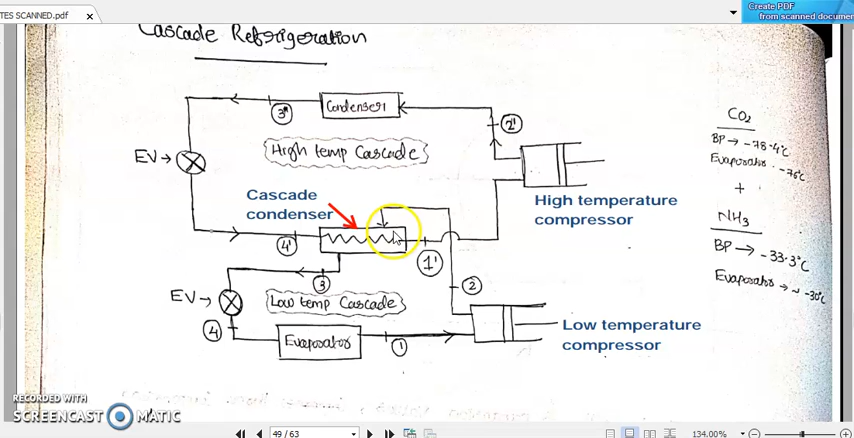 TES SCANNED.pdf
Create PDF
from scanned documen
Cascade Refrigeration
Condenser1
3'
2'
EV→
High temp Cascade
Cascade
condenser
High temperature
compressor
4'
1'
3
2
EV→
Low temp Cascade
4
Evaporator
1
Low temperature
compressor
CO2
BP → -78.4°C
Evaporator -76°C
+
NH3
BP → -33.3°C
Evaporator → -30°C
RECORDED WITH
SCREENCAST MATIC
49 / 63
134.00%